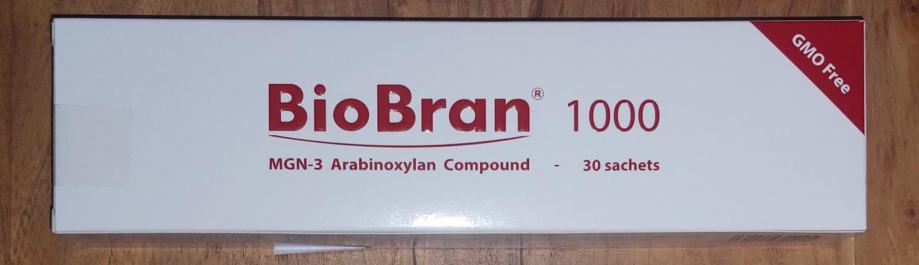 GMO Free
BioBran® 1000
MGN-3 Arabinoxylan Compound - 30 sachets